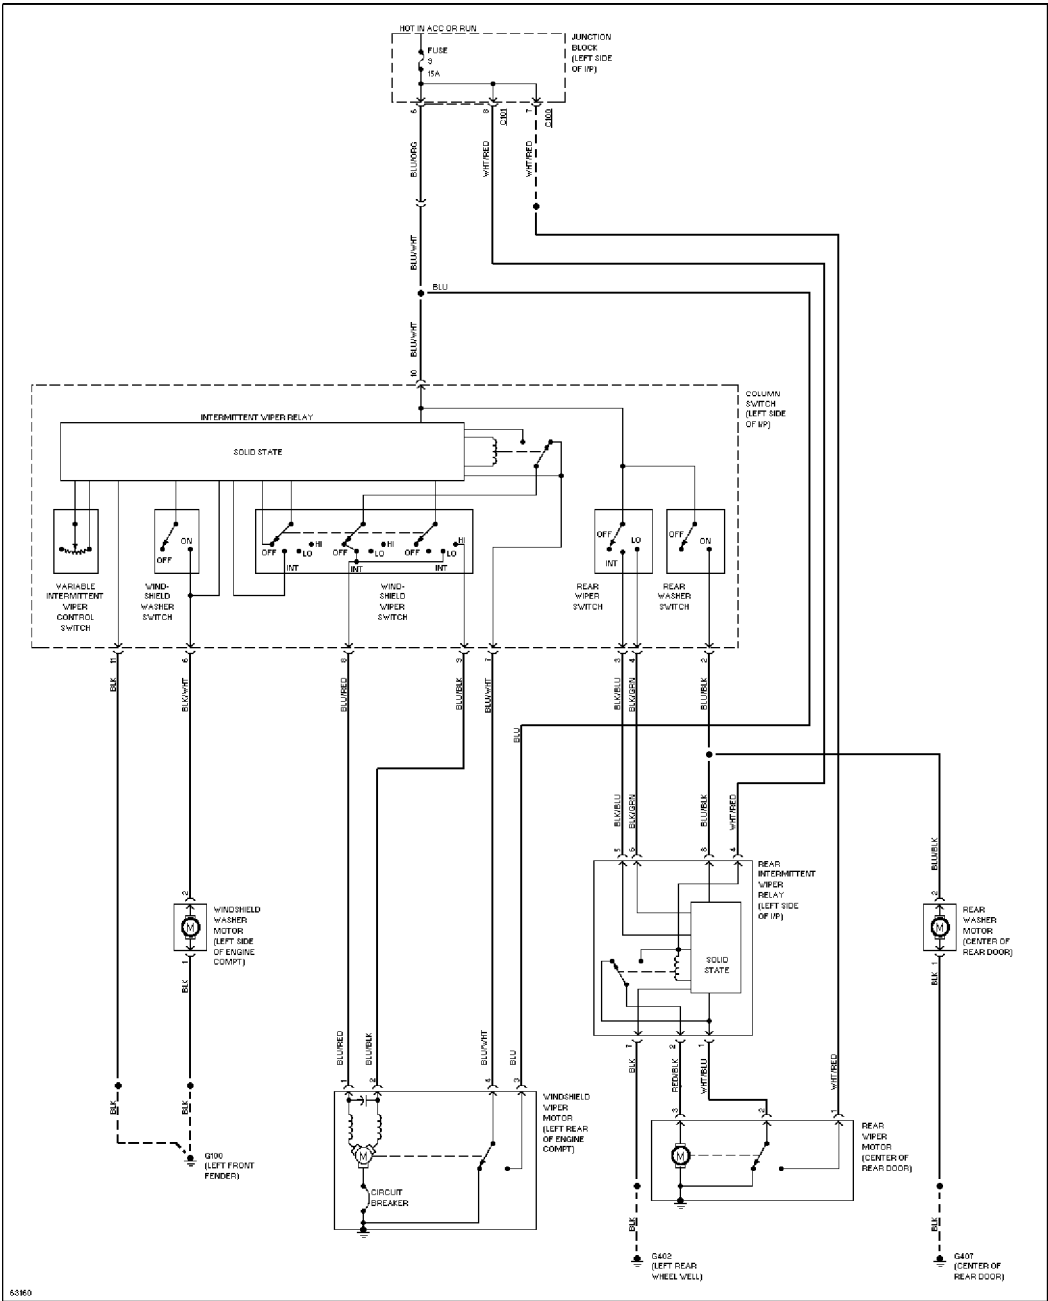 HOT IN ACC OR RUN
FUSE
9
15A
JUNCTION
BLOCK
(LEFT SIDE
OF I/P)
5
8
C101
7
C100
BLU/ORG
WHT/RED
WHT/RED
BLU/WHT
BLU
BLU/WHT
10
COLUMN
SWITCH
(LEFT SIDE
OF I/P)
INTERMITTENT WIPER RELAY
SOLID STATE
OFF
ON
OFF
LO
HI
INT
OFF
LO
HI
INT
OFF
LO
HI
INT
OFF
LO
INT
OFF
ON
VARIABLE
INTERMITTENT
WIPER
CONTROL
SWITCH
WIND-
SHIELD
WASHER
SWITCH
WIND-
SHIELD
WIPER
SWITCH
REAR
WIPER
SWITCH
REAR
WASHER
SWITCH
11
6
8
9
7
3
4
2
BLK
BLK/WHT
BLU/RED
BLU/BLK
BLU/WHT
BLU
BLK/BLU
BLK/GRN
BLU/BLK
BLK/BLU
BLK/GRN
BLU/BLK
WHT/RED
BLU/BLK
5
6
8
4
REAR
INTERMITTENT
WIPER
RELAY
(LEFT SIDE
OF I/P)
SOLID
STATE
2
M
1
WINDSHIELD
WASHER
MOTOR
(LEFT SIDE
OF ENGINE
COMPT)
2
M
1
REAR
WASHER
MOTOR
(CENTER OF
REAR DOOR)
BLK
BLK
7
2
1
BLU/RED
BLU/BLK
BLU/WHT
BLU
BLK
RED/BLK
WHT/BLU
WHT/RED
1
2
4
3
WINDSHIELD
WIPER
MOTOR
(LEFT REAR
OF ENGINE
COMPT)
M
CIRCUIT
BREAKER
3
2
1
REAR
WIPER
MOTOR
(CENTER OF
REAR DOOR)
M
BLK
BLK
G100
(LEFT FRONT
FENDER)
BLK
G402
(LEFT REAR
WHEEL WELL)
BLK
G407
(CENTER OF
REAR DOOR)
63160